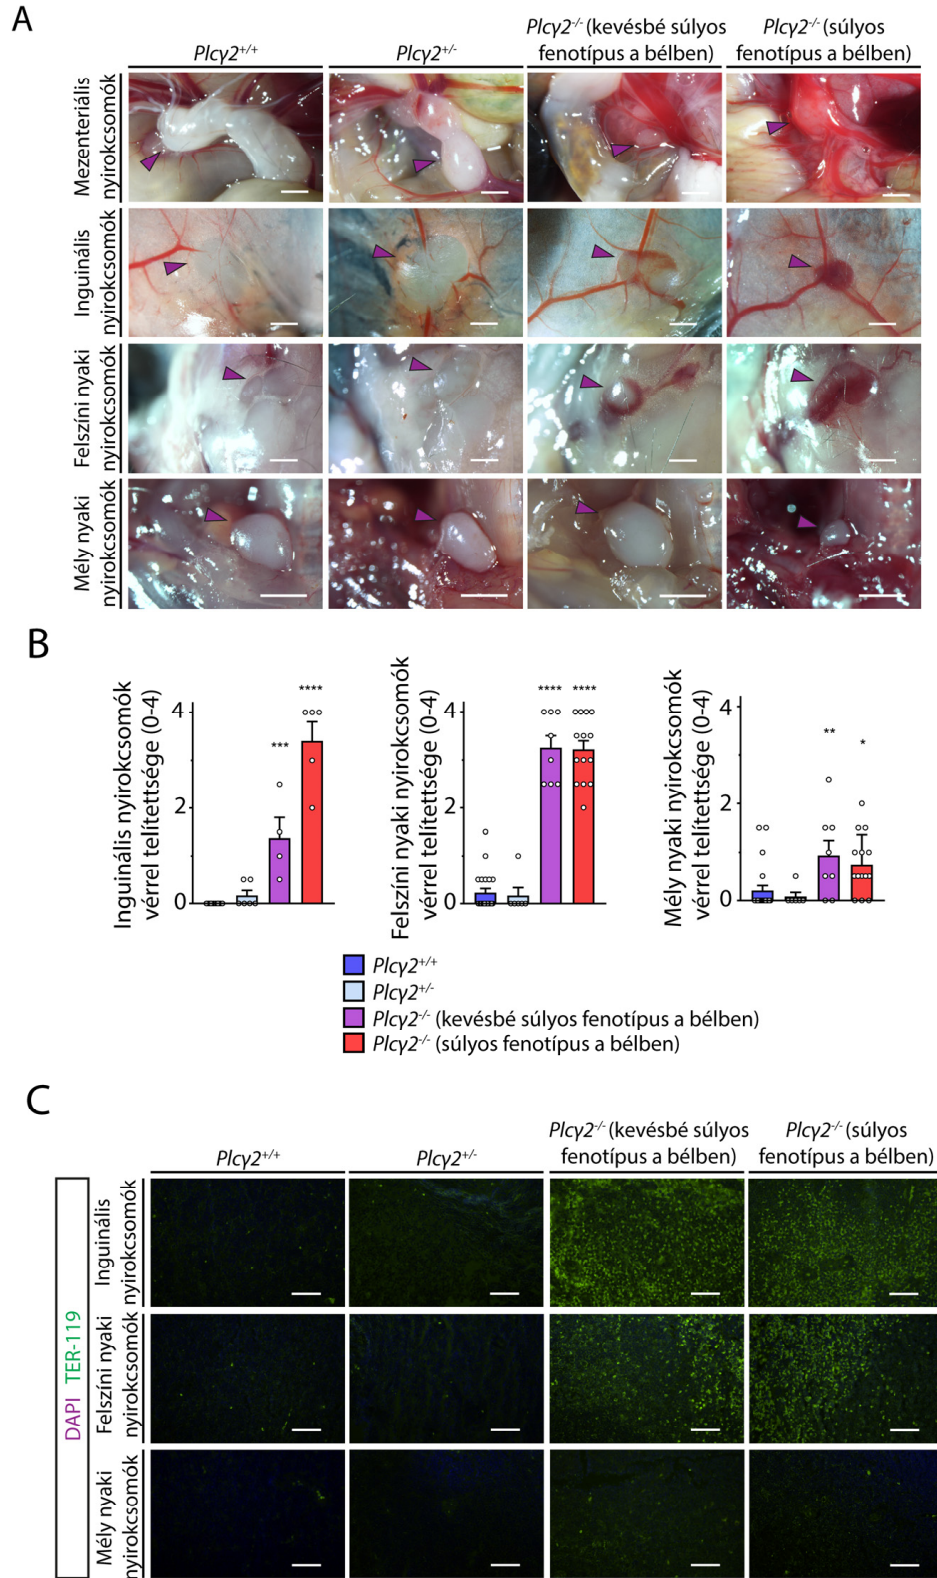 A
Plcγ2+/+
Plcγ2+/-
Plcγ2-/- (kevésbé súlyos
fenotípus a bélben)
Plcγ2-/- (súlyos
fenotípus a bélben)
Mezenteriális
nyirokcsomók
Inguinális
nyirokcsomók
Felszíni nyaki
nyirokcsomók
Mély nyaki
nyirokcsomók
B
Inguinális nyirokcsomók
vérrel telítettsége (0-4)
4
2
0
***
****
Felszíni nyaki nyirokcsomók
vérrel telítettsége (0-4)
4
2
0
****
****
Mély nyaki nyirokcsomók
vérrel telítettsége (0-4)
4
2
0
**
*
Plcγ2+/+
Plcγ2+/-
Plcγ2-/- (kevésbé súlyos fenotípus a bélben)
Plcγ2-/- (súlyos fenotípus a bélben)
C
Plcγ2+/+
Plcγ2+/-
Plcγ2-/- (kevésbé súlyos
fenotípus a bélben)
Plcγ2-/- (súlyos
fenotípus a bélben)
DAPI TER-119
Inguinális
nyirokcsomók
Felszíni nyaki
nyirokcsomók
Mély nyaki
nyirokcsomók